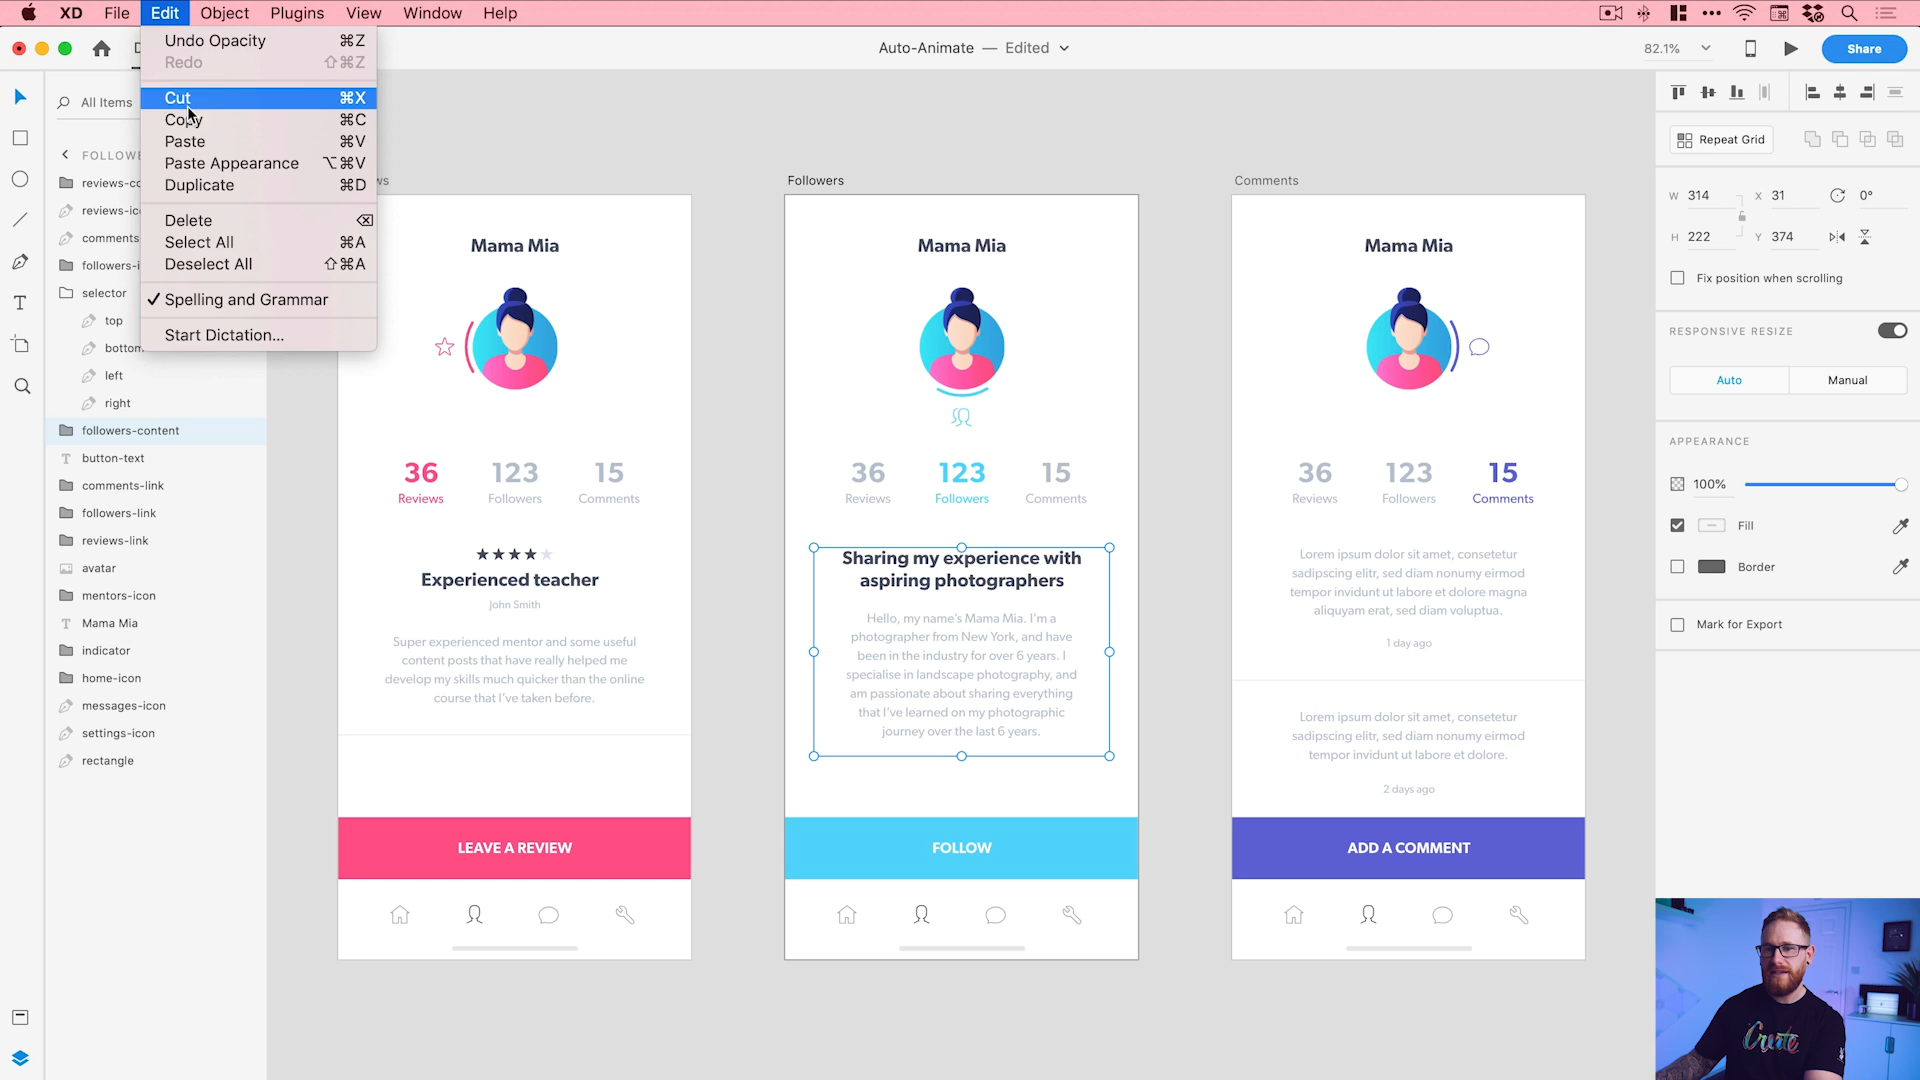 XD File Edit Object Plugins View Window Help
Auto-Animate — Edited
82.1%
Share
Undo Opacity ⌘Z
Redo ⇧⌘Z
Cut ⌘X
Copy ⌘C
Paste ⌘V
Paste Appearance ⌥⌘V
Duplicate ⌘D
Delete ⌫
Select All ⌘A
Deselect All ⇧⌘A
✓ Spelling and Grammar
Start Dictation...
All Items
FOLLOWE
reviews-co
reviews-ic
comments
followers-i
selector
top
bottom
left
right
followers-content
button-text
comments-link
followers-link
reviews-link
avatar
mentors-icon
Mama Mia
indicator
home-icon
messages-icon
settings-icon
rectangle
ws
Mama Mia
36 123 15
Reviews Followers Comments
Experienced teacher
John Smith
Super experienced mentor and some useful
content posts that have really helped me
develop my skills much quicker than the online
course that I've taken before.
LEAVE A REVIEW
Followers
Mama Mia
36 123 15
Reviews Followers Comments
Sharing my experience with
aspiring photographers
Hello, my name's Mama Mia. I'm a
photographer from New York, and have
been in the industry for over 6 years. I
specialise in landscape photography, and
am passionate about sharing everything
that I've learned on my photographic
journey over the last 6 years.
FOLLOW
Comments
Mama Mia
36 123 15
Reviews Followers Comments
Lorem ipsum dolor sit amet, consetetur
sadipscing elitr, sed diam nonumy eirmod
tempor invidunt ut labore et dolore magna
aliquyam erat, sed diam voluptua.
1 day ago
Lorem ipsum dolor sit amet, consetetur
sadipscing elitr, sed diam nonumy eirmod
tempor invidunt ut labore et dolore.
2 days ago
ADD A COMMENT
Repeat Grid
W 314 X 31 0°
H 222 Y 374
Fix position when scrolling
RESPONSIVE RESIZE
Auto Manual
APPEARANCE
100%
Fill
Border
Mark for Export
Create